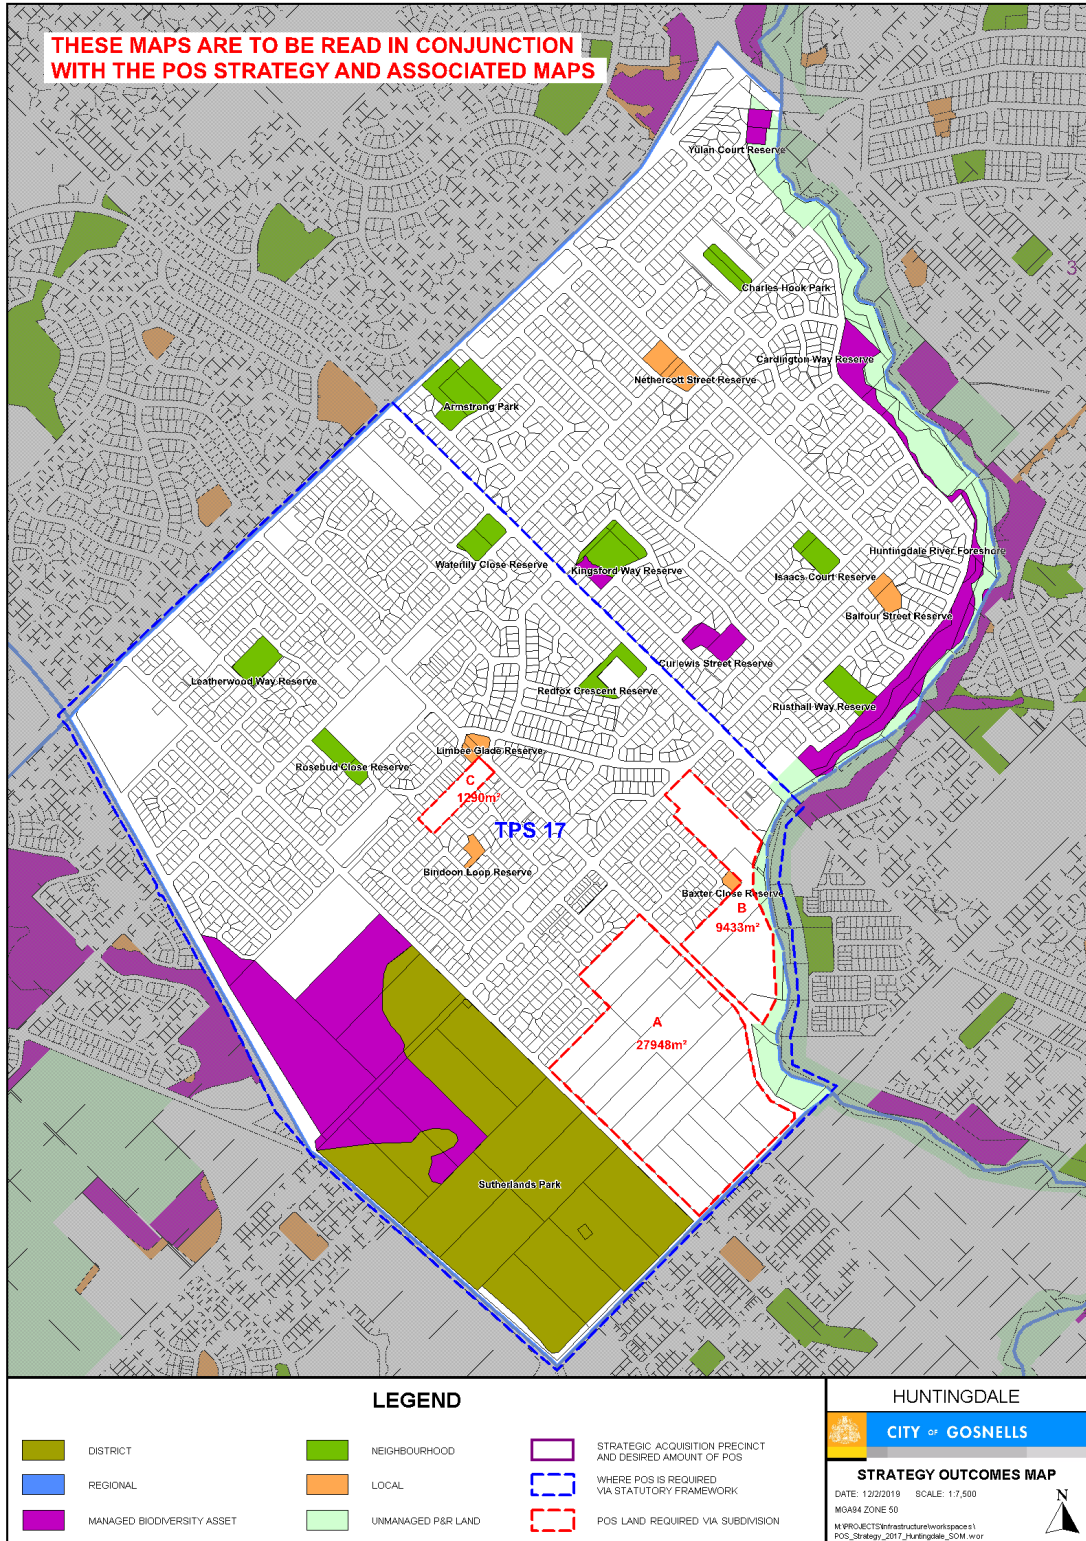 THESE MAPS ARE TO BE READ IN CONJUNCTION
WITH THE POS STRATEGY AND ASSOCIATED MAPS
Yulan Court Reserve
3
Charles Hook Park
Cardington Way Reserve
Nethercott Street Reserve
Armstrong Park
Huntingdale River Foreshore
Waterlily Close Reserve
Kingsford Way Reserve
Isaacs Court Reserve
Balfour Street Reserve
Curlewis Street Reserve
Leatherwood Way Reserve
Redfox Crescent Reserve
Rusthall Way Reserve
Limbee Glade Reserve
Rosebud Close Reserve
C
1290m²
TPS 17
Bindoon Loop Reserve
Baxter Close Reserve
B
9433m²
A
27948m²
Sutherlands Park
LEGEND
DISTRICT
REGIONAL
MANAGED BIODIVERSITY ASSET
NEIGHBOURHOOD
LOCAL
UNMANAGED P&R LAND
STRATEGIC ACQUISITION PRECINCT
AND DESIRED AMOUNT OF POS
WHERE POS IS REQUIRED
VIA STATUTORY FRAMEWORK
POS LAND REQUIRED VIA SUBDIVISION
HUNTINGDALE
CITY OF GOSNELLS
STRATEGY OUTCOMES MAP
DATE: 12/2/2019 SCALE: 1:7,500
MGA94 ZONE 50
M:\PROJECTS\Infrastructure\workspaces\
POS_Strategy_2017_Huntingdale_SOM.wor
N